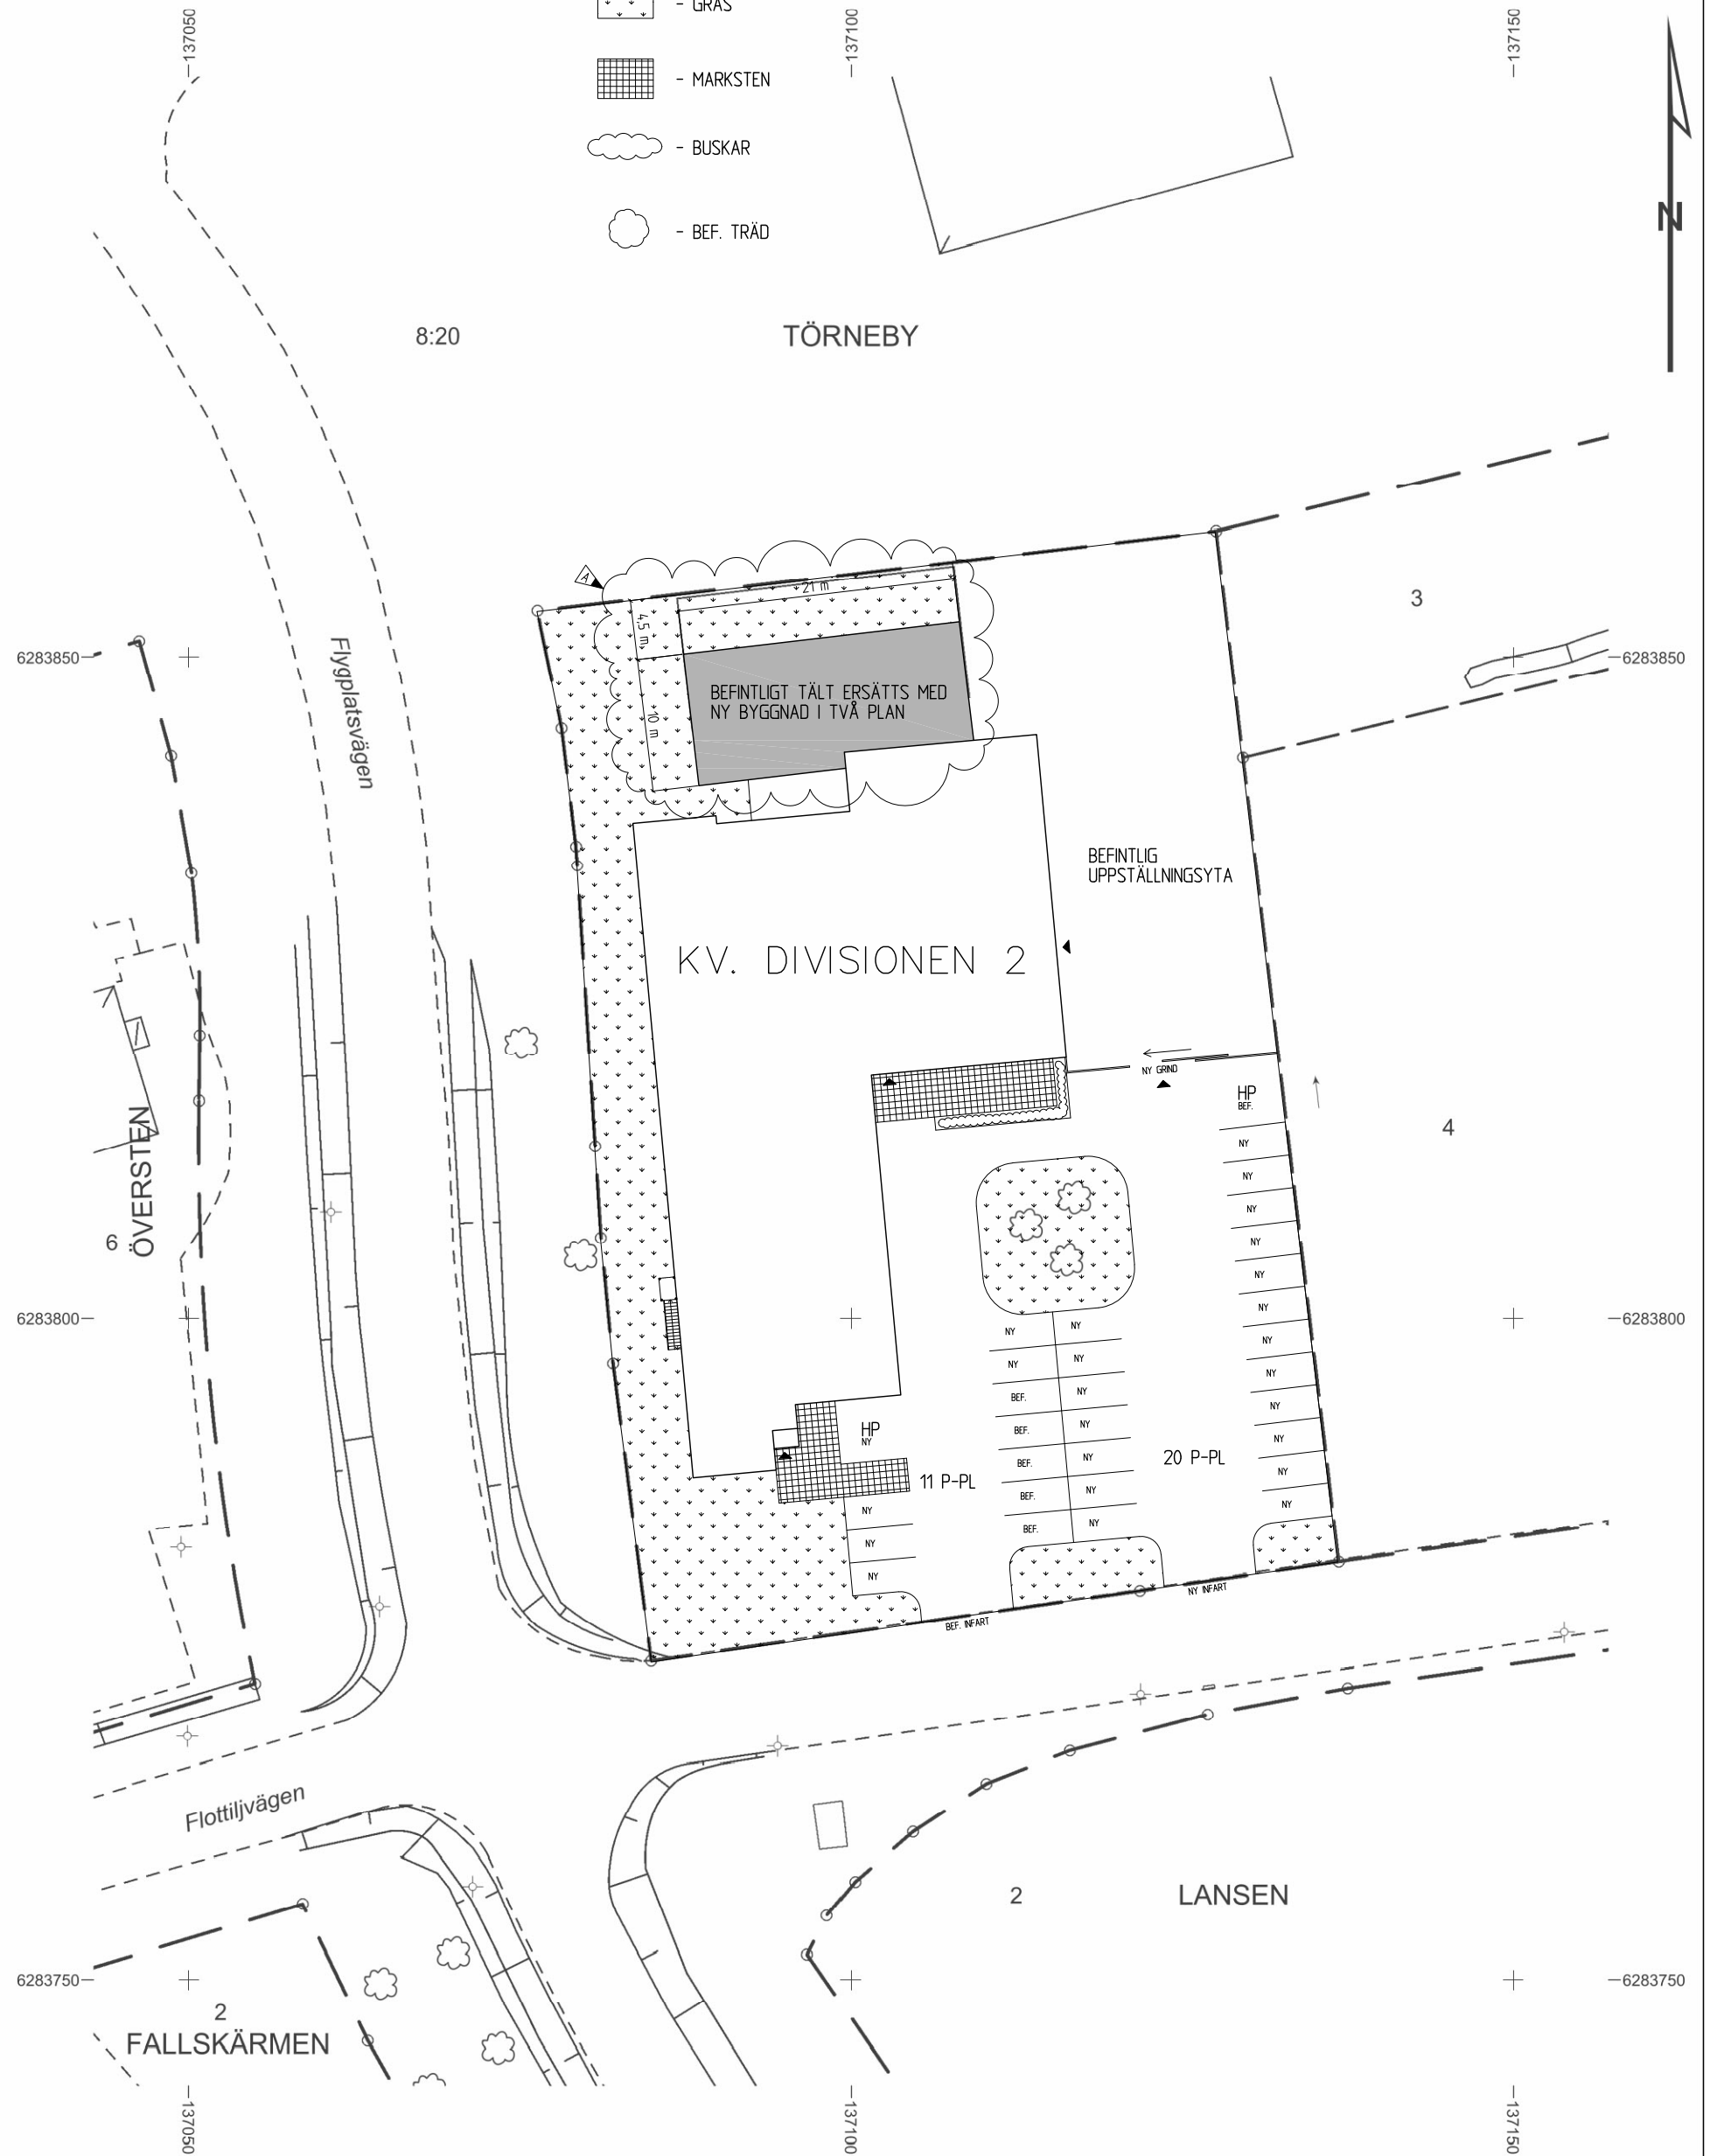 - GRÄS
137050
137100
137150
- MARKSTEN
- BUSKAR
- BEF. TRÄD
N
8:20
TÖRNEBY
A
21 m
4,5 m
10 m
3
6283850
6283850
Flygplatsvägen
BEFINTLIGT TÄLT ERSÄTTS MED
NY BYGGNAD I TVÅ PLAN
BEFINTLIG
UPPSTÄLLNINGSYTA
KV. DIVISIONEN 2
NY GRIND
HP
BEF.
4
ÖVERSTEN
6
NY
NY
NY
NY
NY
NY
NY
NY
NY
NY
NY
NY
6283800
6283800
NY
NY
BEF.
BEF.
BEF.
BEF.
BEF.
NY
NY
NY
NY
NY
NY
NY
HP
NY
11 P-PL
20 P-PL
NY
NY
NY
BEF. INFART
NY INFART
Flottiljvägen
2
LANSEN
6283750
6283750
2
FALLSKÄRMEN
137050
137100
137150